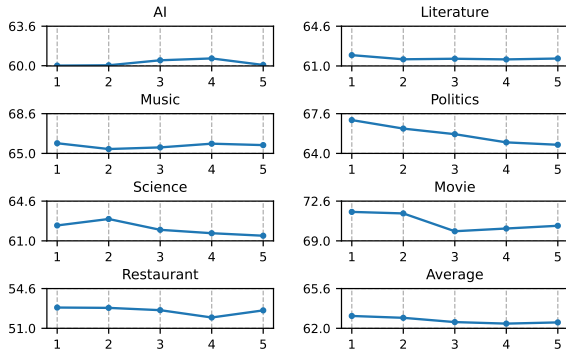 AI
63.6
60.0
1 2 3 4 5
Literature
64.6
61.0
1 2 3 4 5
Music
68.6
65.0
1 2 3 4 5
Politics
67.6
64.0
1 2 3 4 5
Science
64.6
61.0
1 2 3 4 5
Movie
72.6
69.0
1 2 3 4 5
Restaurant
54.6
51.0
1 2 3 4 5
Average
65.6
62.0
1 2 3 4 5